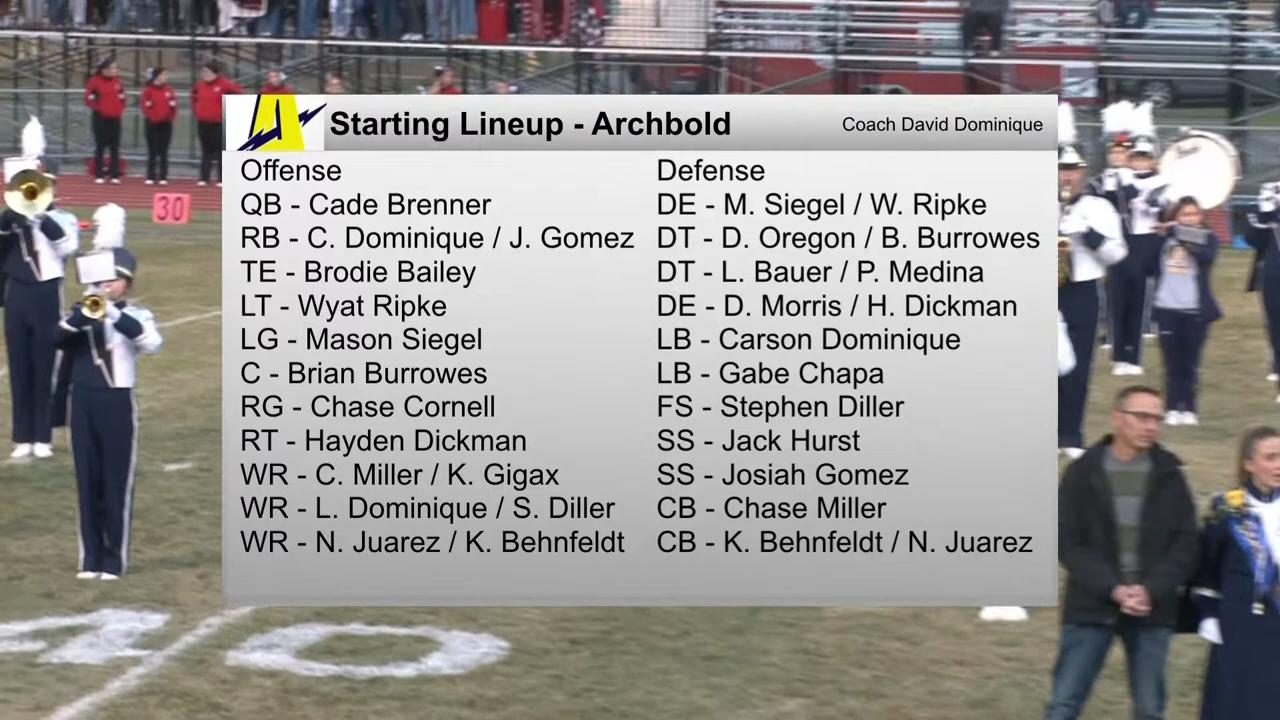 Starting Lineup - Archbold
Coach David Dominique
Offense
QB - Cade Brenner
RB - C. Dominique / J. Gomez
TE - Brodie Bailey
LT - Wyat Ripke
LG - Mason Siegel
C - Brian Burrowes
RG - Chase Cornell
RT - Hayden Dickman
WR - C. Miller / K. Gigax
WR - L. Dominique / S. Diller
WR - N. Juarez / K. Behnfeldt
Defense
DE - M. Siegel / W. Ripke
DT - D. Oregon / B. Burrowes
DT - L. Bauer / P. Medina
DE - D. Morris / H. Dickman
LB - Carson Dominique
LB - Gabe Chapa
FS - Stephen Diller
SS - Jack Hurst
SS - Josiah Gomez
CB - Chase Miller
CB - K. Behnfeldt / N. Juarez
30
40